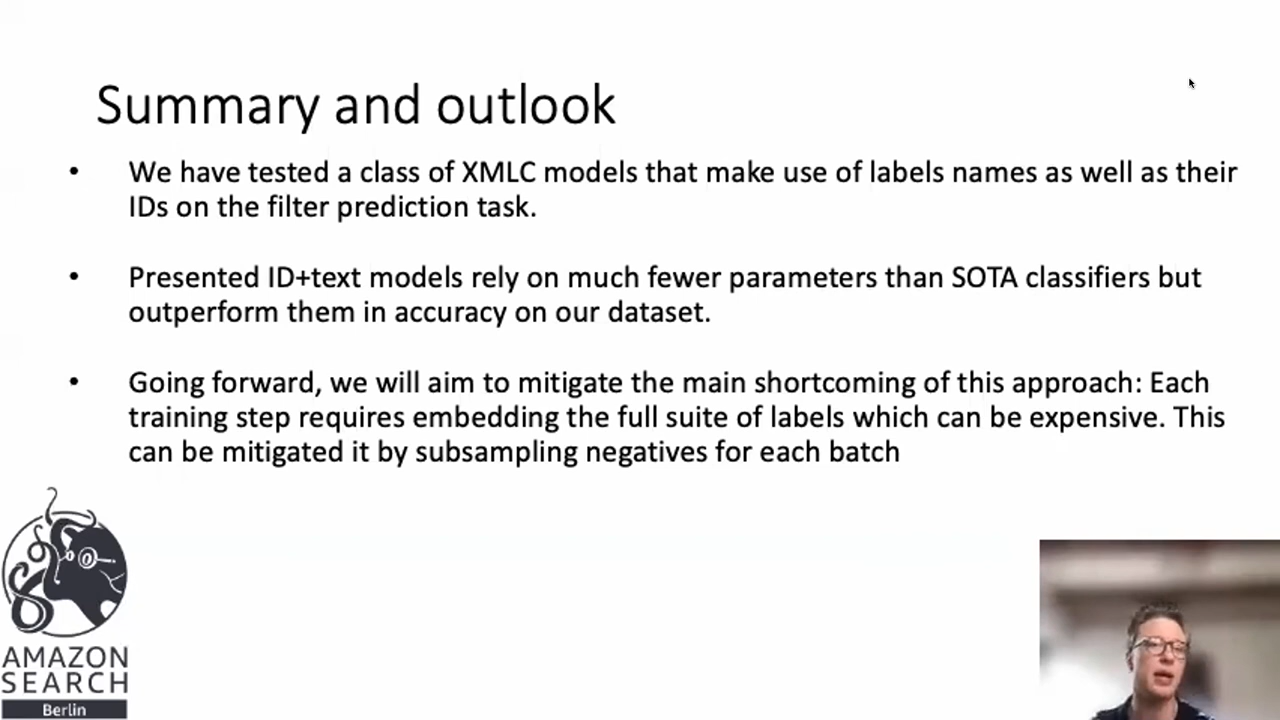 Summary and outlook
• We have tested a class of XMLC models that make use of labels names as well as their
IDs on the filter prediction task.
• Presented ID+text models rely on much fewer parameters than SOTA classifiers but
outperform them in accuracy on our dataset.
• Going forward, we will aim to mitigate the main shortcoming of this approach: Each
training step requires embedding the full suite of labels which can be expensive. This
can be mitigated it by subsampling negatives for each batch
AMAZON
SEARCH
Berlin